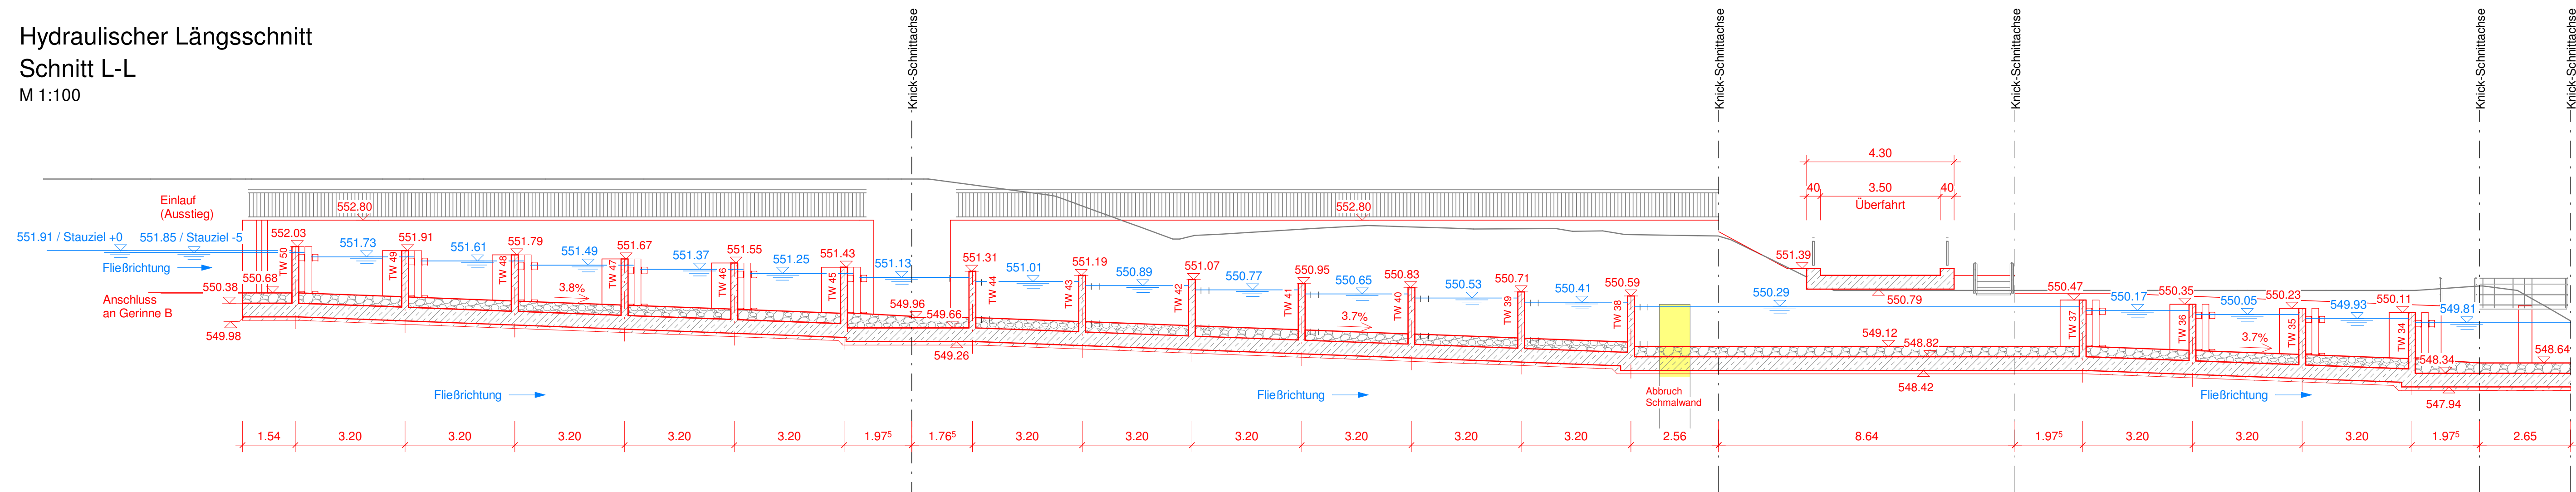 Hydraulischer Längsschnitt
Schnitt L-L
M 1:100
Knick-Schnittachse
Knick-Schnittachse
Knick-Schnittachse
Knick-Schnittachse
Knick-Schnittachse
4.30
40 3.50 40
Überfahrt
Einlauf
(Ausstieg)
552.80
552.80
551.91 / Stauziel +0
551.85 / Stauziel -5
Fließrichtung
Anschluss
an Gerinne B
550.68
550.38
549.98
552.03
TW 50
551.73
551.91
TW 49
551.61
551.79
TW 48
551.49
3.8%
551.67
TW 47
551.37
551.55
TW 46
551.25
551.43
TW 45
551.13
549.96
549.66
549.26
551.31
TW 44
551.01
551.19
TW 43
550.89
551.07
TW 42
550.77
550.95
TW 41
550.65
3.7%
550.83
TW 40
550.53
550.71
TW 39
550.41
550.59
TW 38
Abbruch
Schmalwand
550.29
551.39
550.79
549.12
548.82
548.42
550.47
TW 37
550.17
550.35
TW 36
550.05
3.7%
550.23
TW 35
549.93
550.11
TW 34
549.81
548.34
548.64
547.94
Fließrichtung
Fließrichtung
Fließrichtung
1.54 3.20 3.20 3.20 3.20 3.20 1.97⁵ 1.76⁵ 3.20 3.20 3.20 3.20 3.20 3.20 2.56 8.64 1.97⁵ 3.20 3.20 3.20 1.97⁵ 2.65